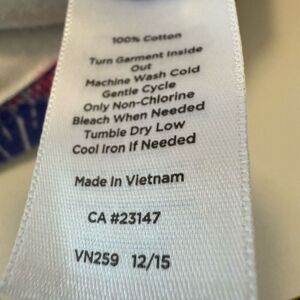 100% Cotton
Turn Garment Inside
Out
Machine Wash Cold
Gentle Cycle
Only Non-Chlorine
Bleach When Needed
Tumble Dry Low
Cool Iron If Needed
Made In Vietnam
CA #23147
VN259 12/15